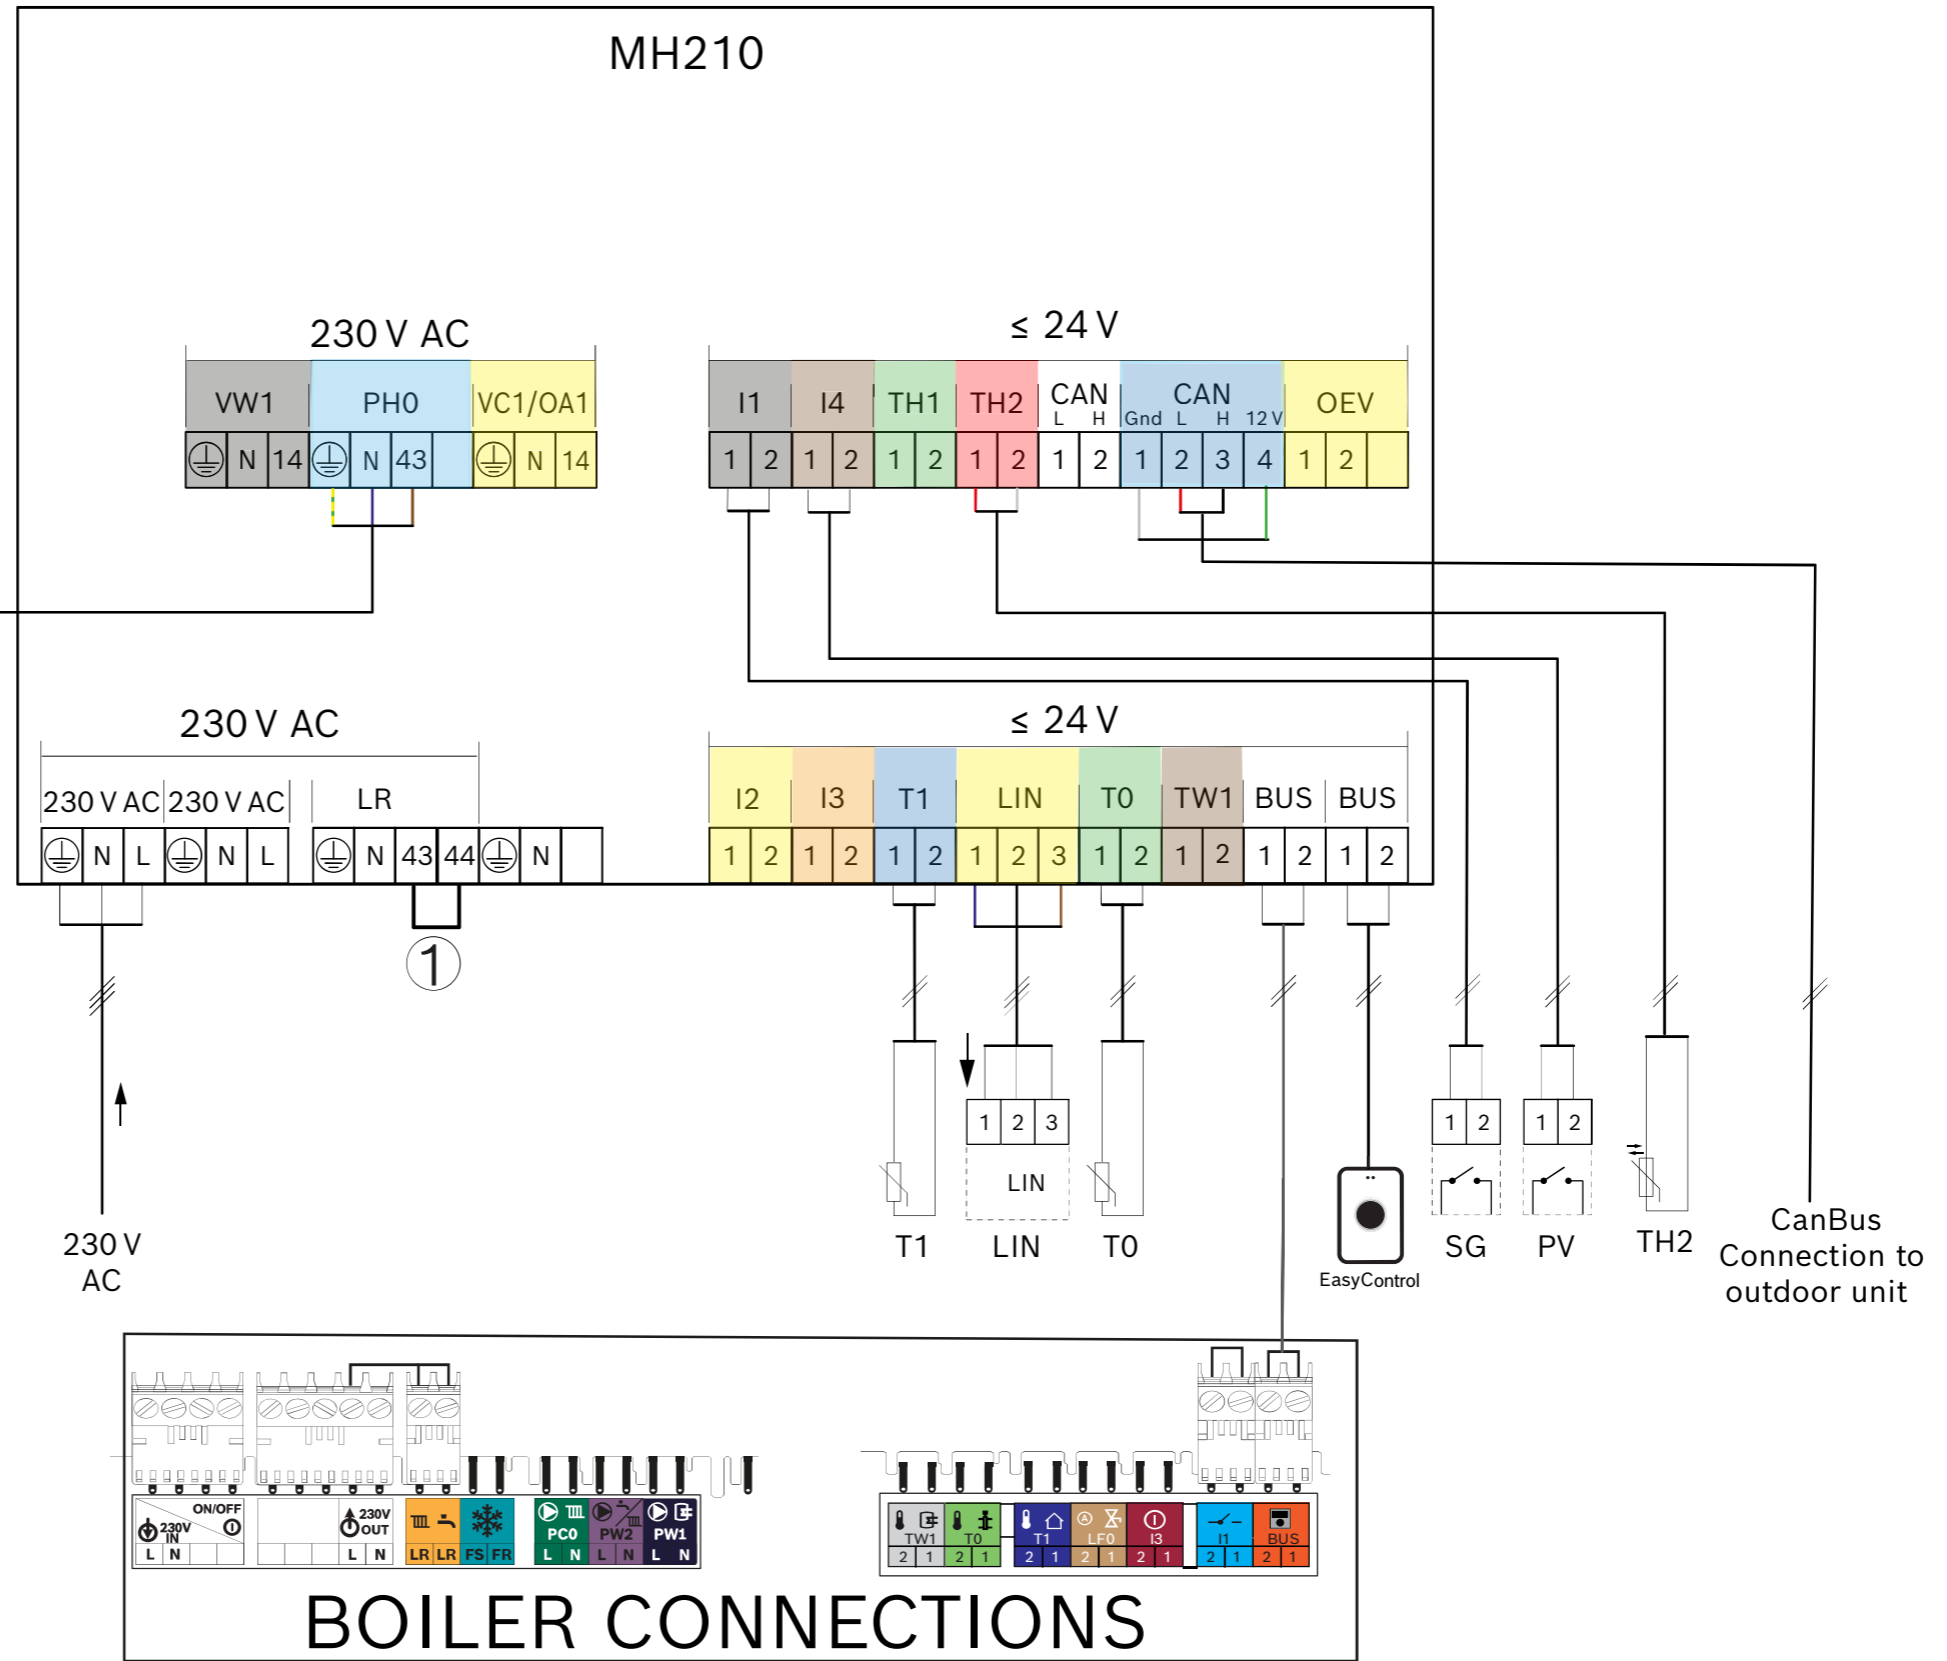 MH210
230 V AC
≤ 24 V
VW1 PH0 VC1/OA1
N 14 N 43 N 14
I1 I4 TH1 TH2 CAN CAN OEV
L H Gnd L H 12 V
1 2 1 2 1 2 1 2 1 2 1 2 3 4 1 2
230 V AC
≤ 24 V
230 V AC 230 V AC LR
N L N L N 43 44 N
I2 I3 T1 LIN T0 TW1 BUS BUS
1 2 1 2 1 2 1 2 3 1 2 1 2 1 2 1 2
1
1 2 3
1 2
1 2
LIN
230 V
AC
T1
LIN
T0
EasyControl
SG
PV
TH2
CanBus
Connection to
outdoor unit
ON/OFF
230V
IN
L N
230V
OUT
L N
LR LR FS FR
PC0 PW2 PW1
L N L N L N
TW1 T0 T1 LF0 I3 I1 BUS
A
2 1 2 1 2 1 2 1 2 1 2 1 2 1
BOILER CONNECTIONS